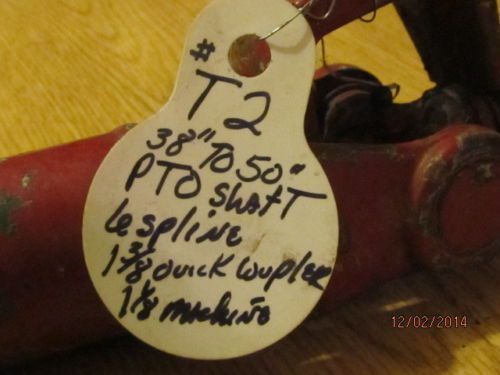 # T2
38" TO 50"
PTO ShafT
6 SPLINE
1 3/8 QUICK COUPLER
1 1/8 MACHINE
12/02/2014